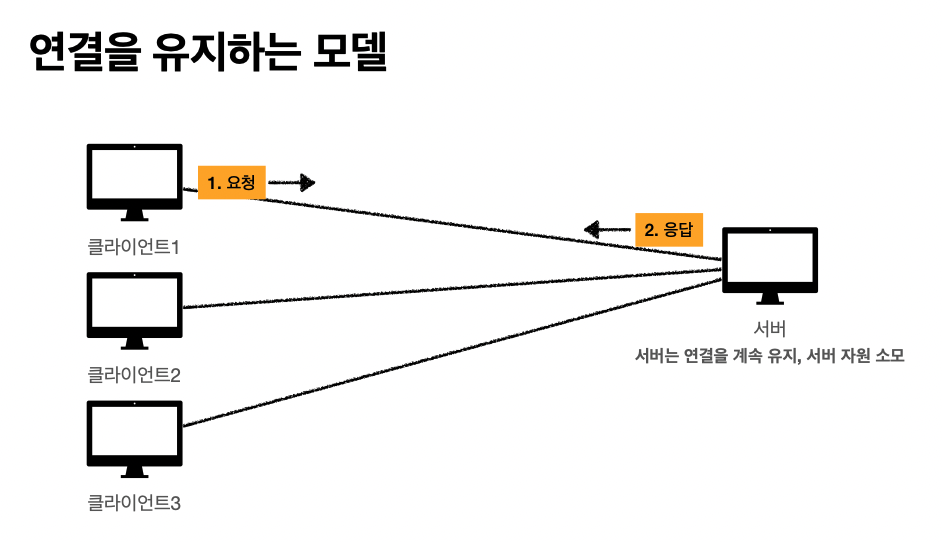 연결을 유지하는 모델
1. 요청
클라이언트1
2. 응답
클라이언트2
서버
서버는 연결을 계속 유지, 서버 자원 소모
클라이언트3